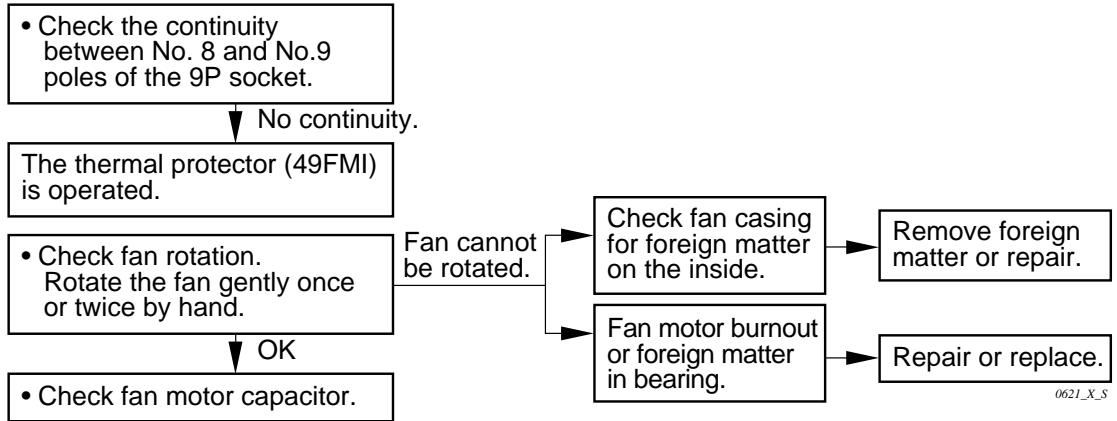 • Check the continuity
between No. 8 and No.9
poles of the 9P socket.
No continuity.
The thermal protector (49FMI)
is operated.
• Check fan rotation.
Rotate the fan gently once
or twice by hand.
Fan cannot
be rotated.
Check fan casing
for foreign matter
on the inside.
Remove foreign
matter or repair.
Fan motor burnout
or foreign matter
in bearing.
Repair or replace.
OK
• Check fan motor capacitor.
0621_X_S